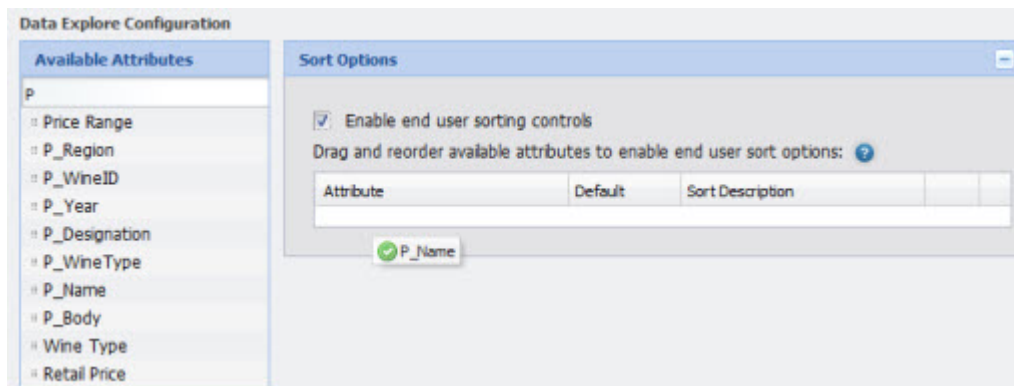 Data Explore Configuration
Available Attributes
P
Price Range
P_Region
P_WineID
P_Year
P_Designation
P_WineType
P_Name
P_Body
Wine Type
Retail Price
Sort Options
Enable end user sorting controls
Drag and reorder available attributes to enable end user sort options:
Attribute Default Sort Description
P_Name